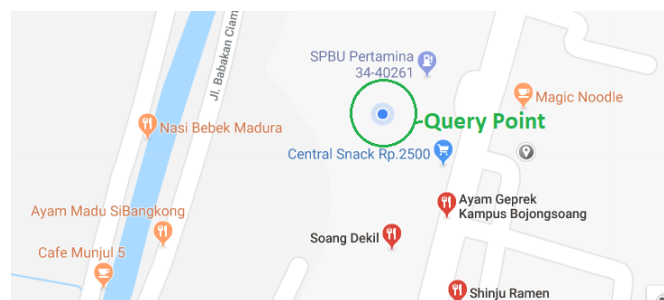 Jl. Babakan Ciam
SPBU Pertamina
34-40261
Magic Noodle
Query Point
Nasi Bebek Madura
Central Snack Rp.2500
Ayam Geprek
Kampus Bojongsoang
Ayam Madu SiBangkong
Soang Dekil
Cafe Munjul 5
Shinju Ramen